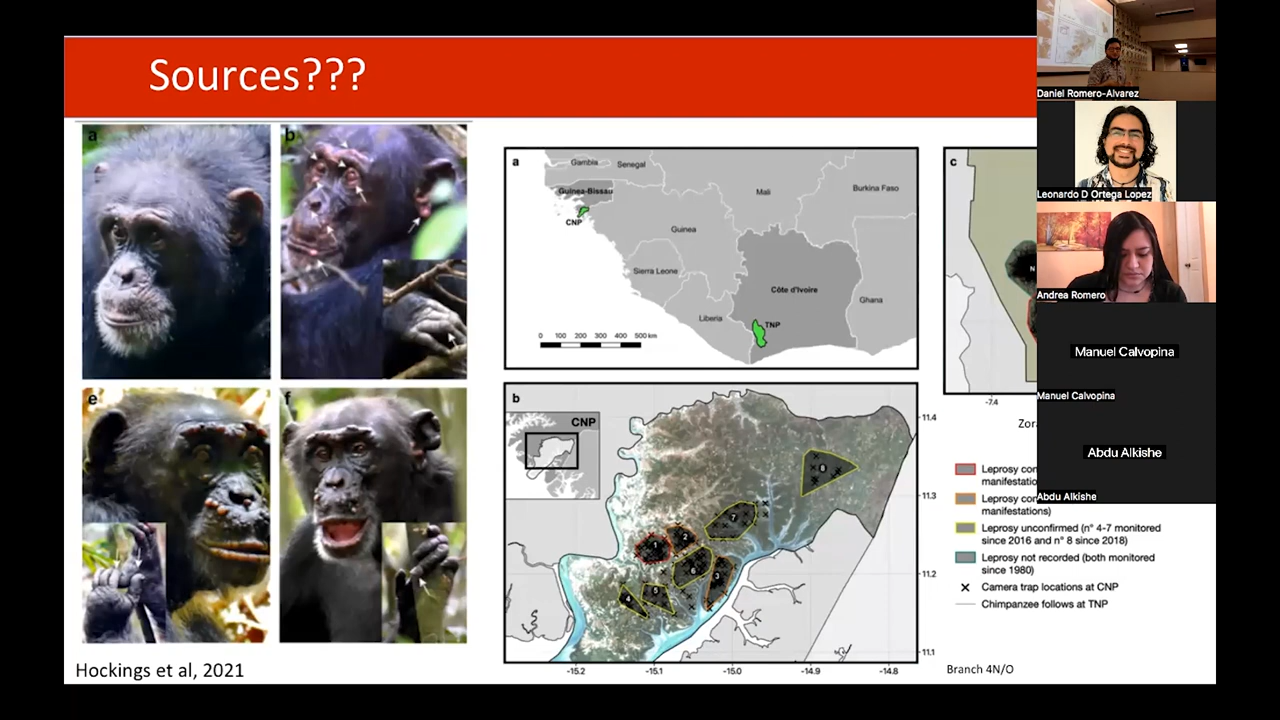 Sources???
a
b
e
f
Hockings et al, 2021
a
Gambia
Senegal
Guinea-Bissau
CNP
Mali
Burkina Faso
Guinea
Sierra Leone
Côte d'Ivoire
Ghana
Liberia
TNP
0 100 200 300 400 500 km
b
CNP
8
7
2
1
6
3
5
4
11.4
11.3
11.2
11.1
-15.2 -15.1 -15.0 -14.9 -14.8
c
N
-7.4
Leprosy
manifestations
Leprosy
manifestations)
Leprosy unconfirmed (n° 4-7 monitored
since 2016 and n° 8 since 2018)
Leprosy not recorded (both monitored
since 1980)
Camera trap locations at CNP
Chimpanzee follows at TNP
Branch 4N/O
Daniel Romero-Alvarez
Leonardo D Ortega Lopez
Andrea Romero
Manuel Calvopina
Manuel Calvopina
Abdu Alkishe
Abdu Alkishe